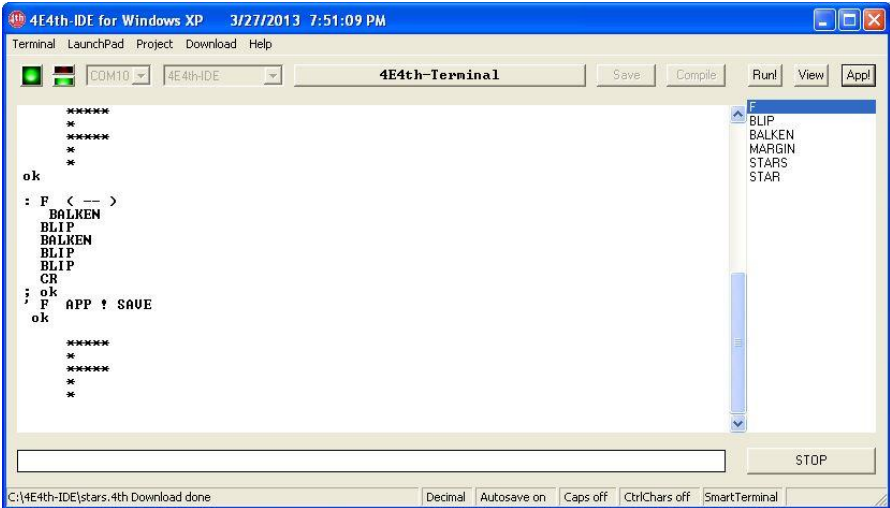 4th 4E4th-IDE for Windows XP 3/27/2013 7:51:09 PM
Terminal LaunchPad Project Download Help
COM10 4E4th-IDE 4E4th-Terminal Save Compile Run! View App!
*****
*
*****
*
*
ok
: F ( -- )
BALKEN
BLIP
BALKEN
BLIP
BLIP
CR
; ok
' F APP ! SAVE
ok
*****
*
*****
*
*
F
BLIP
BALKEN
MARGIN
STARS
STAR
STOP
C:\4E4th-IDE\stars.4th Download done Decimal Autosave on Caps off CtrlChars off SmartTerminal